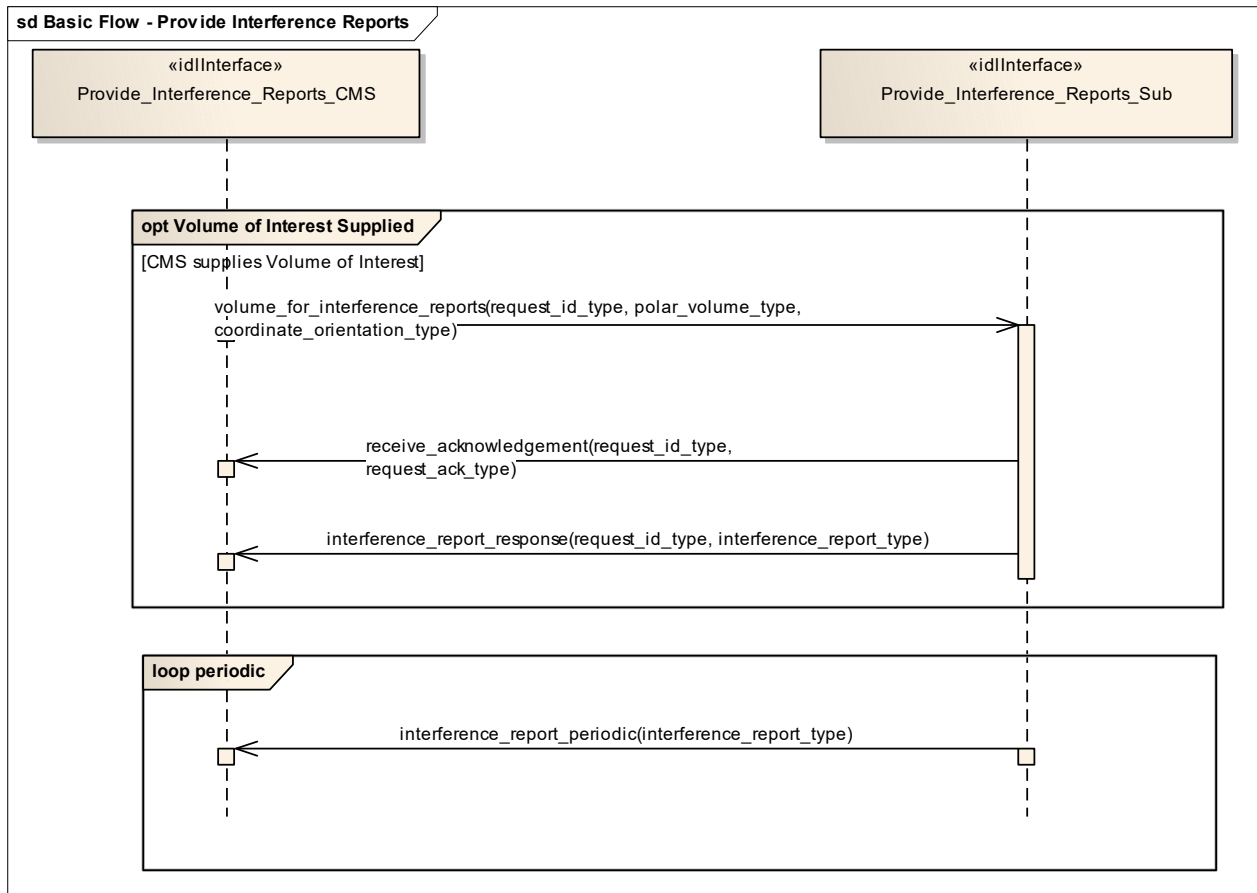 sd Basic Flow - Provide Interference Reports
«idlInterface»
Provide_Interference_Reports_CMS
«idlInterface»
Provide_Interference_Reports_Sub
opt Volume of Interest Supplied
[CMS supplies Volume of Interest]
volume_for_interference_reports(request_id_type, polar_volume_type,
coordinate_orientation_type)
receive_acknowledgement(request_id_type,
request_ack_type)
interference_report_response(request_id_type, interference_report_type)
loop periodic
interference_report_periodic(interference_report_type)